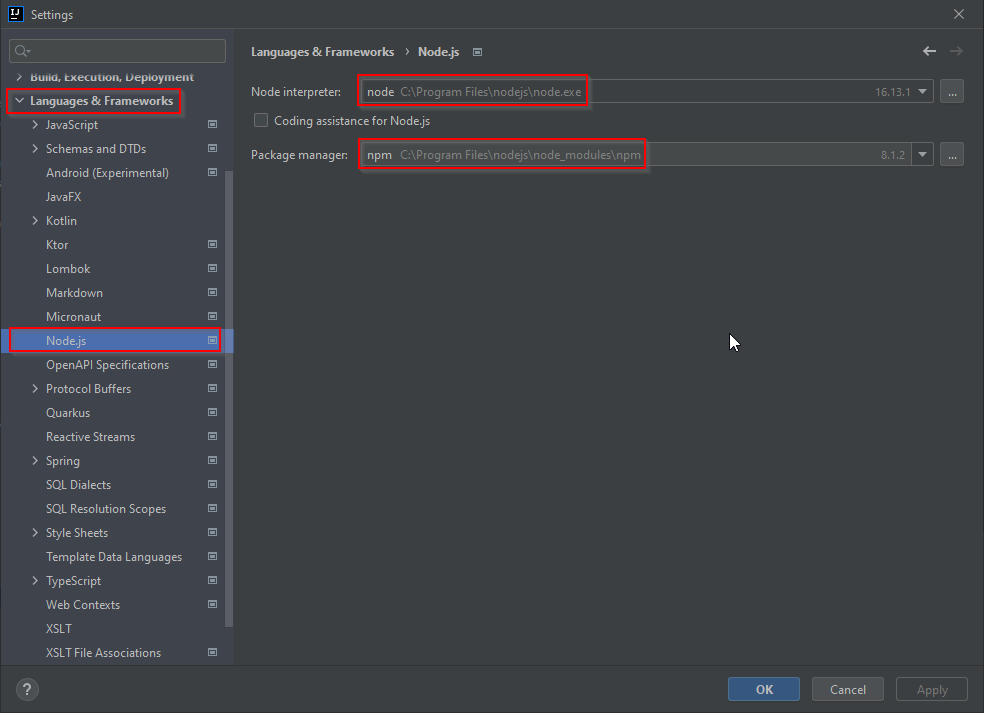 IJ
Settings
Build, Execution, Deployment
Languages & Frameworks
JavaScript
Schemas and DTDs
Android (Experimental)
JavaFX
Kotlin
Ktor
Lombok
Markdown
Micronaut
Node.js
OpenAPI Specifications
Protocol Buffers
Quarkus
Reactive Streams
Spring
SQL Dialects
SQL Resolution Scopes
Style Sheets
Template Data Languages
TypeScript
Web Contexts
XSLT
XSLT File Associations
Languages & Frameworks › Node.js
Node interpreter: node C:\Program Files\nodejs\node.exe 16.13.1 ...
Coding assistance for Node.js
Package manager: npm C:\Program Files\nodejs\node_modules\npm 8.1.2 ...
? OK Cancel Apply